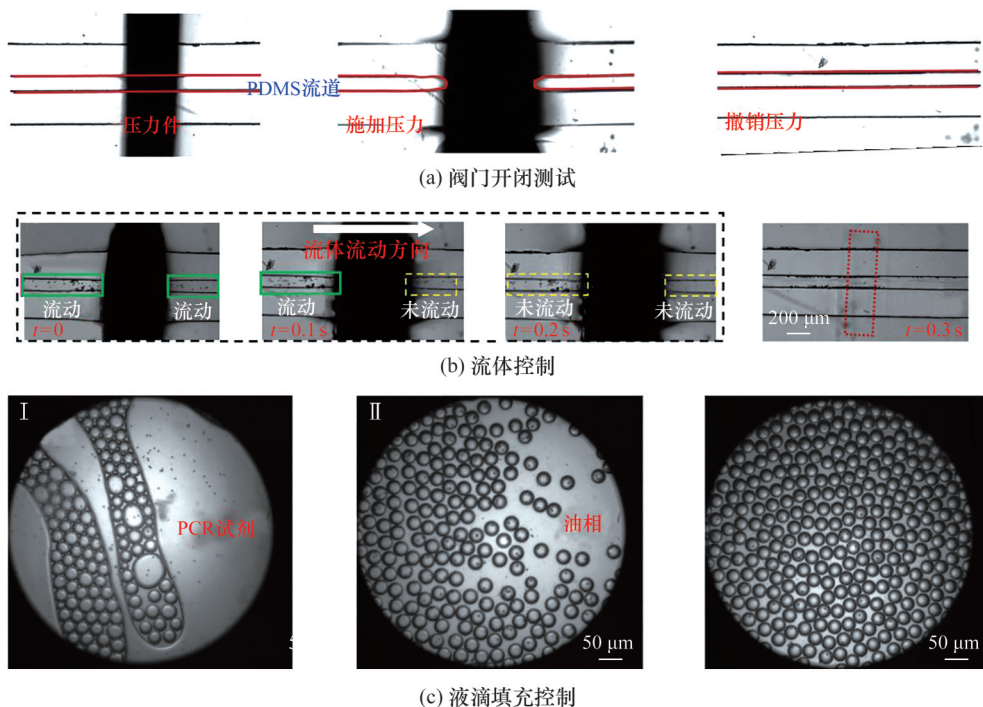 PDMS流道
压力件
施加压力
撤销压力
(a) 阀门开闭测试
流体流动方向
流动
流动
t=0
流动
未流动
t=0.1 s
未流动
未流动
t=0.2 s
200 μm
t=0.3 s
(b) 流体控制
Ⅰ
PCR试剂
Ⅱ
油相
50 μm
50 μm
(c) 液滴填充控制